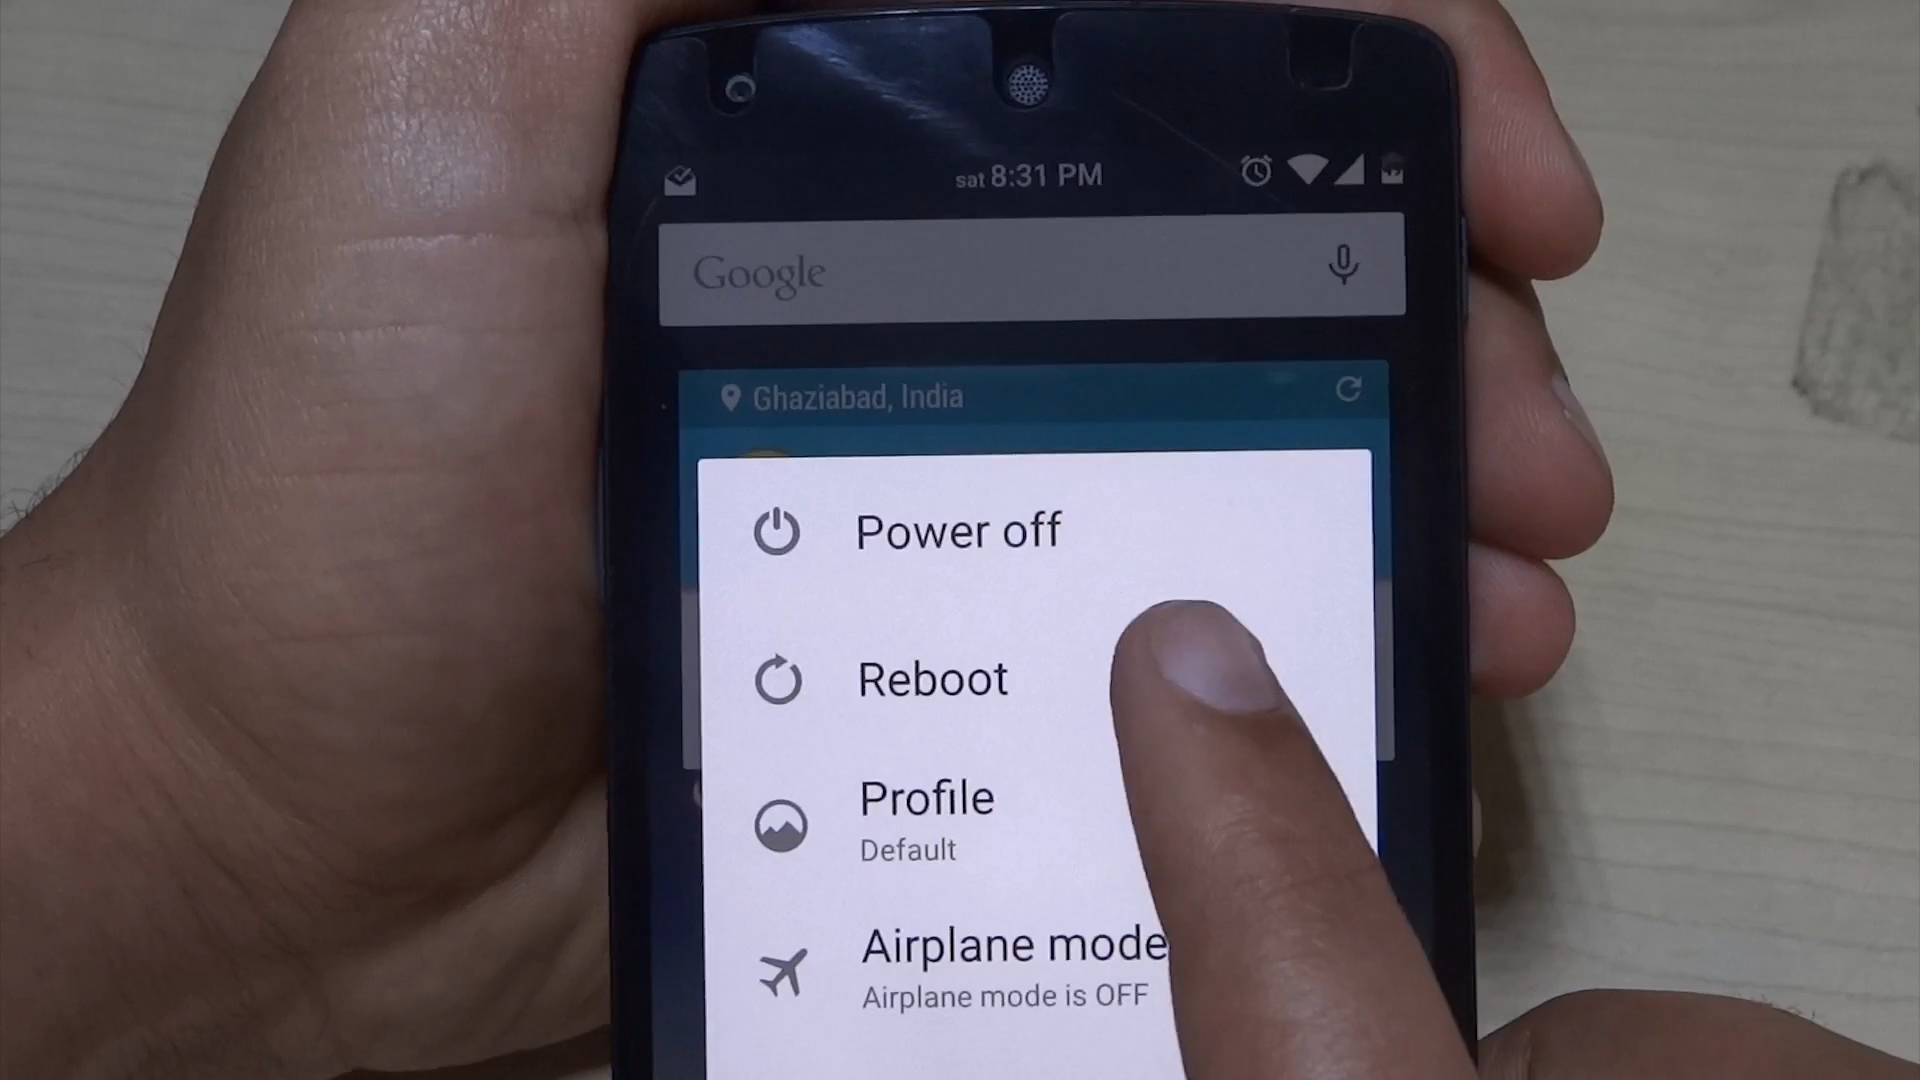 sat 8:31 PM
Google
Ghaziabad, India
Power off
Reboot
Profile
Default
Airplane mode
Airplane mode is OFF